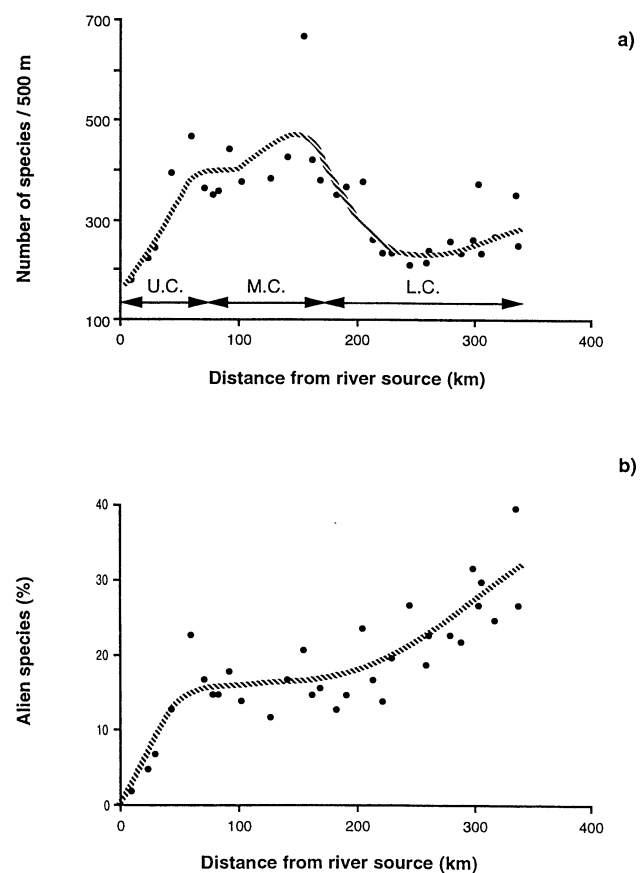 a)
Number of species / 500 m
700
500
300
100
U.C. M.C. L.C.
0 100 200 300 400
Distance from river source (km)
b)
Alien species (%)
40
30
20
10
0
0 100 200 300 400
Distance from river source (km)